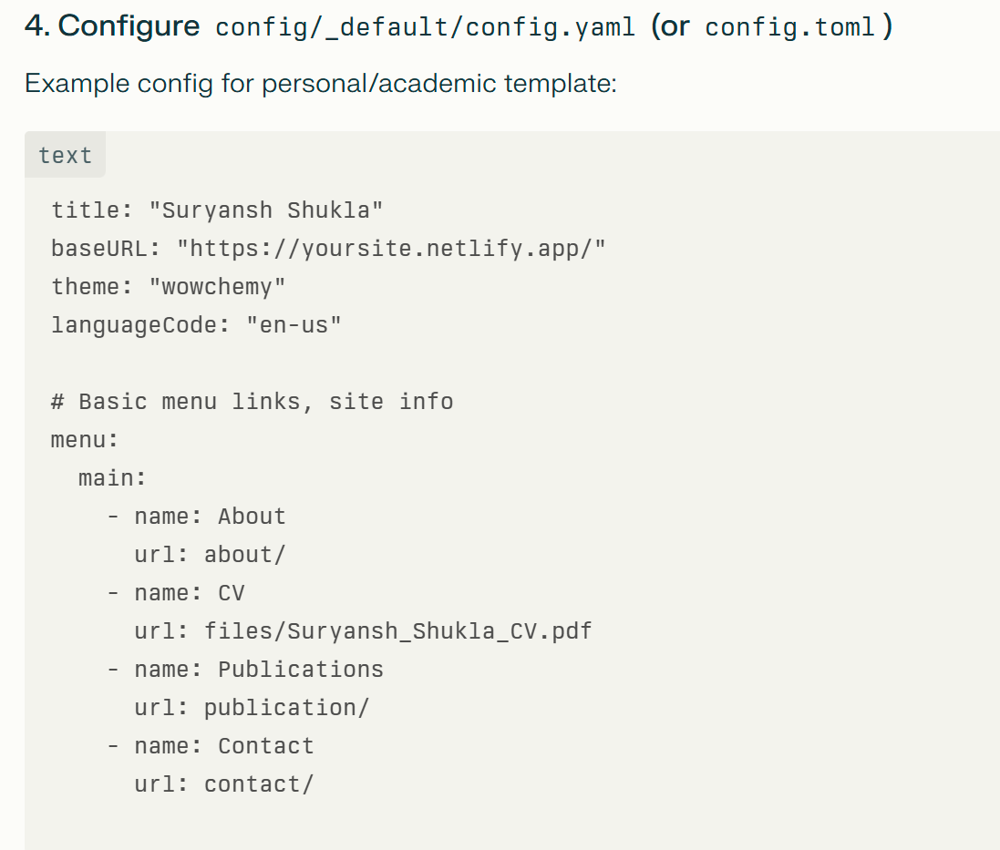 4. Configure config/_default/config.yaml (or config.toml)
Example config for personal/academic template:
text
title: "Suryansh Shukla"
baseURL: "https://yoursite.netlify.app/"
theme: "wowchemy"
languageCode: "en-us"

# Basic menu links, site info
menu:
  main:
    - name: About
      url: about/
    - name: CV
      url: files/Suryansh_Shukla_CV.pdf
    - name: Publications
      url: publication/
    - name: Contact
      url: contact/